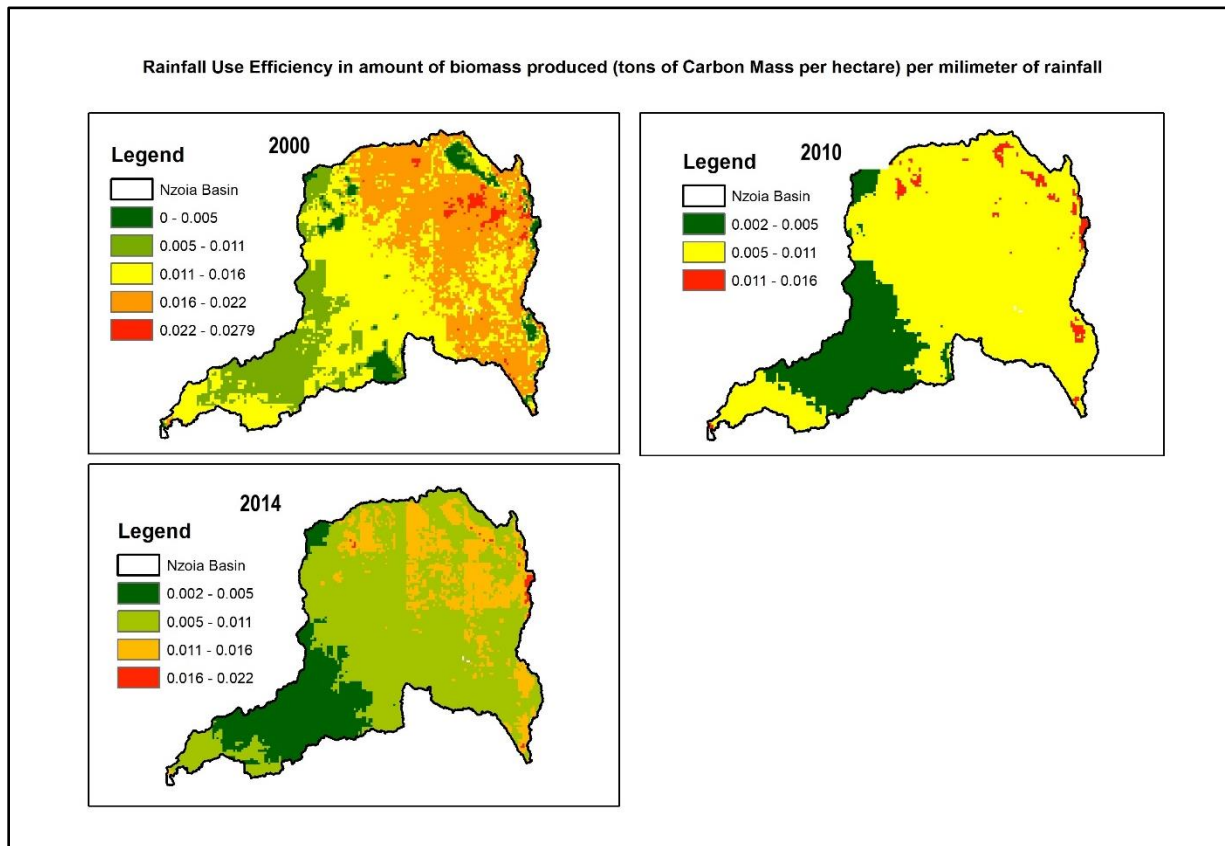 Rainfall Use Efficiency in amount of biomass produced (tons of Carbon Mass per hectare) per milimeter of rainfall
2000
Legend
Nzoia Basin
0 - 0.005
0.005 - 0.011
0.011 - 0.016
0.016 - 0.022
0.022 - 0.0279
2010
Legend
Nzoia Basin
0.002 - 0.005
0.005 - 0.011
0.011 - 0.016
2014
Legend
Nzoia Basin
0.002 - 0.005
0.005 - 0.011
0.011 - 0.016
0.016 - 0.022